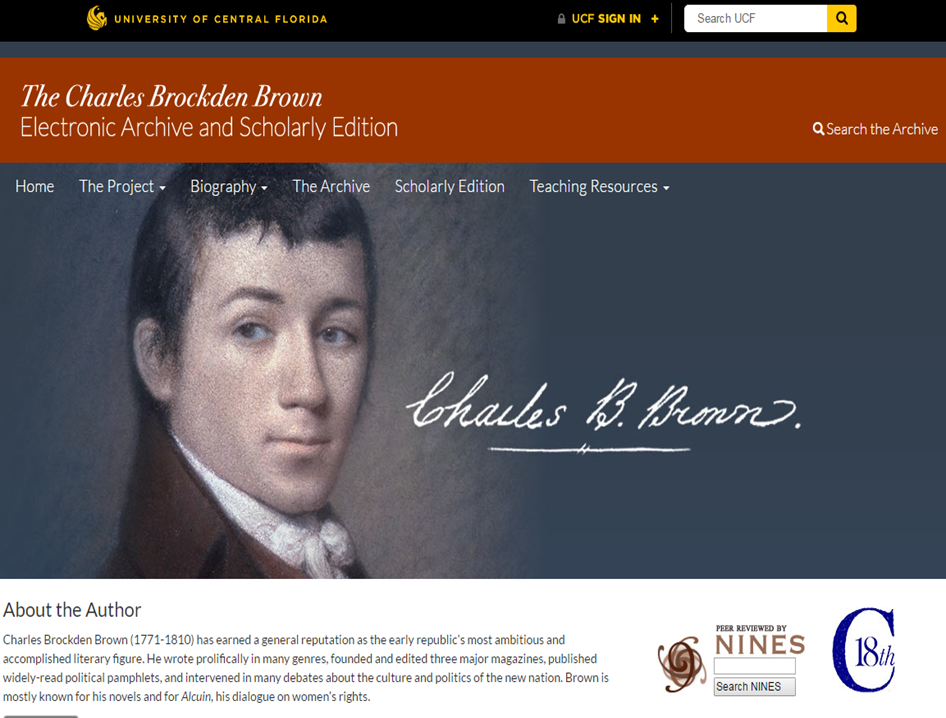 UNIVERSITY OF CENTRAL FLORIDA
UCF SIGN IN +
Search UCF
The Charles Brockden Brown
Electronic Archive and Scholarly Edition
Search the Archive
Home The Project Biography The Archive Scholarly Edition Teaching Resources
Charles B. Brown.
About the Author
Charles Brockden Brown (1771-1810) has earned a general reputation as the early republic's most ambitious and
accomplished literary figure. He wrote prolifically in many genres, founded and edited three major magazines, published
widely-read political pamphlets, and intervened in many debates about the culture and politics of the new nation. Brown is
mostly known for his novels and for Alcuin, his dialogue on women's rights.
PEER REVIEWED BY
NINES
Search NINES
C 18th